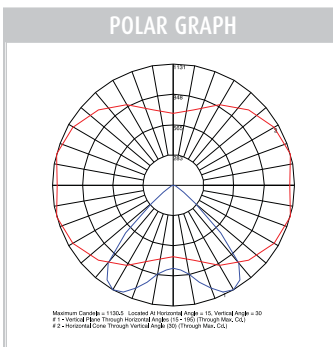 POLAR GRAPH
1131
848
565
283
Maximum Candela = 1130.5 Located At Horizontal Angle = 15, Vertical Angle = 30
# 1 - Vertical Plane Through Horizontal Angles (15 - 195) (Through Max. Cd.)
# 2 - Horizontal Cone Through Vertical Angle (30) (Through Max. Cd.)